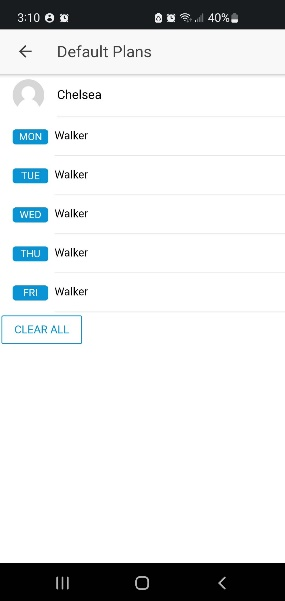 3:10 40%
Default Plans
Chelsea
MON Walker
TUE Walker
WED Walker
THU Walker
FRI Walker
CLEAR ALL